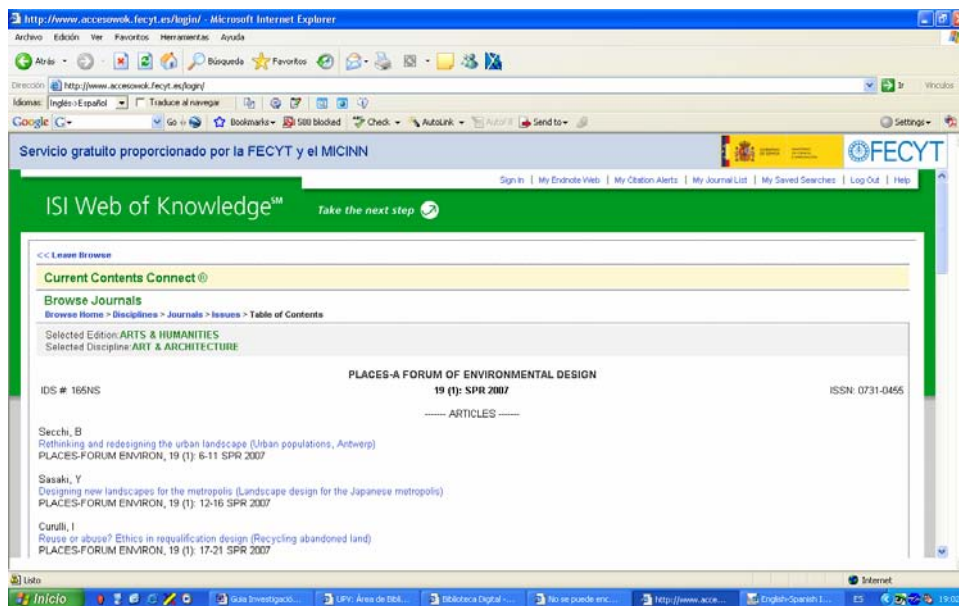 http://www.accesowok.fecyt.es/login/ - Microsoft Internet Explorer
Archivo Edición Ver Favoritos Herramientas Ayuda
Atrás Búsqueda Favoritos
Dirección http://www.accesowok.fecyt.es/login/ Ir Vínculos
Idiomas: Inglés->Español Traduce al navegar
Google G Go Bookmarks 500 blocked Check AutoLink Send to Settings
Servicio gratuito proporcionado por la FECYT y el MICINN
FECYT
Sign In | My Endnote Web | My Citation Alerts | My Journal List | My Saved Searches | Log Out | Help
ISI Web of Knowledge℠ Take the next step
<< Leave Browse
Current Contents Connect ®
Browse Journals
Browse Home > Disciplines > Journals > Issues > Table of Contents
Selected Edition:ARTS & HUMANITIES
Selected Discipline:ART & ARCHITECTURE
PLACES-A FORUM OF ENVIRONMENTAL DESIGN
IDS #: 165NS 19 (1): SPR 2007 ISSN: 0731-0455
------- ARTICLES -------
Secchi, B
Rethinking and redesigning the urban landscape (Urban populations, Antwerp)
PLACES-FORUM ENVIRON, 19 (1): 6-11 SPR 2007
Sasaki, Y
Designing new landscapes for the metropolis (Landscape design for the Japanese metropolis)
PLACES-FORUM ENVIRON, 19 (1): 12-16 SPR 2007
Curulli, I
Reuse or abuse? Ethics in requalification design (Recycling abandoned land)
PLACES-FORUM ENVIRON, 19 (1): 17-21 SPR 2007
Listo Internet
Inicio Guia Investigació... UPV: Área de Bibl... Biblioteca Digital -... No se puede enc... http://www.acce... English-Spanish I... ES 19:02